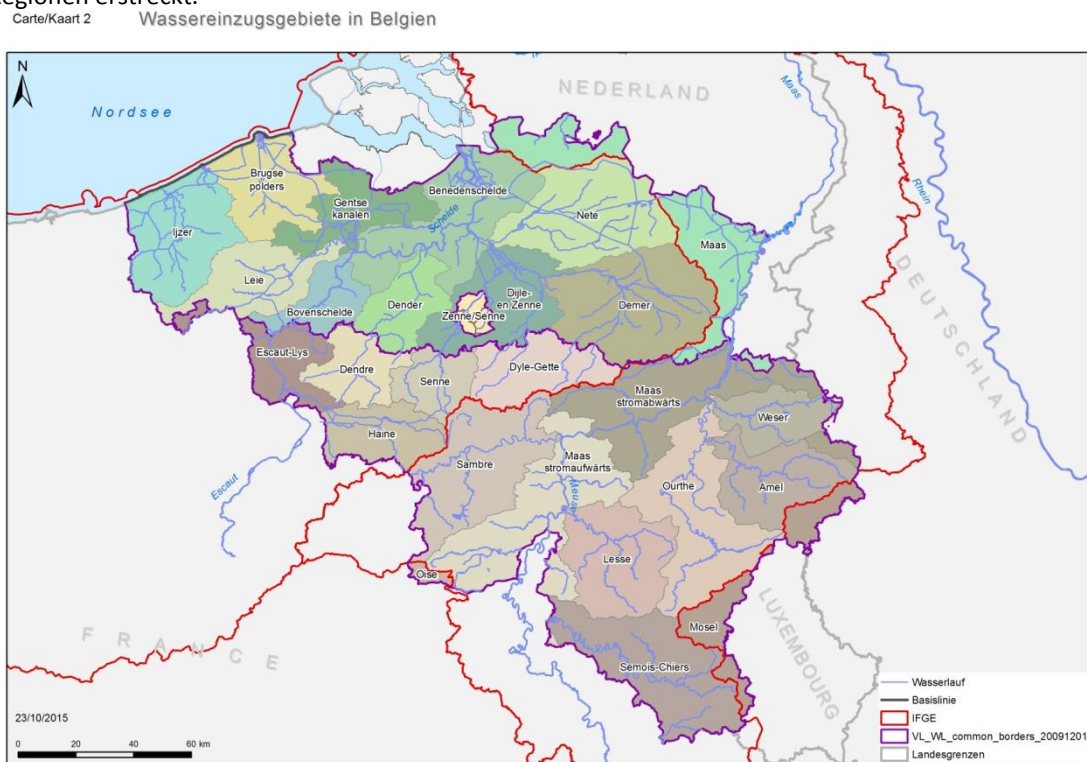 Regionen erstreckt.
Carte/Kaart 2 Wassereinzugsgebiete in Belgien
N
Nordsee
NEDERLAND
Maas
Rhein
DEUTSCHLAND
Brugse
polders
Gentse
kanalen
Benedenschelde
Schelde
Nete
Maas
Ijzer
Leie
Bovenschelde
Dender
Zenne/Senne
Dijle-
en Zenne
Demer
Escaut-Lys
Dendre
Senne
Dyle-Gette
Maas
stromabwärts
Weser
Haine
Sambre
Maas
stromaufwärts
Meuse
Ourthe
Amel
Escaut
Lesse
Oise
Mosel
Semois-Chiers
FRANCE
LUXEMBOURG
23/10/2015
0 20 40 60 km
Wasserlauf
Basislinie
IFGE
VL_WL_common_borders_20091201
Landesgrenzen